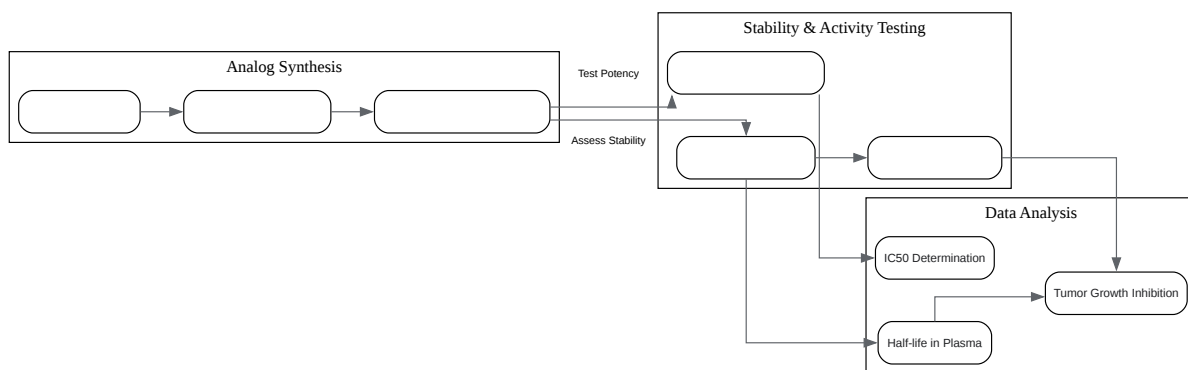 Stability & Activity Testing
Analog Synthesis
Test Potency
Assess Stability
Data Analysis
IC50 Determination
Tumor Growth Inhibition
Half-life in Plasma